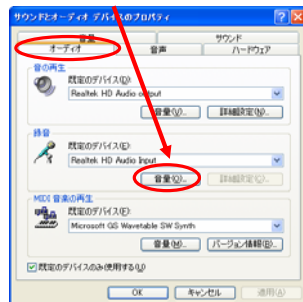 サウンドとオーディオ デバイスのプロパティ
音量
サウンド
オーディオ
音声
ハードウェア
音の再生
既定のデバイス(D):
Realtek HD Audio output
音量(V)...
詳細設定(N)...
録音
既定のデバイス(E):
Realtek HD Audio Input
音量(O)...
詳細設定(C)...
MIDI 音楽の再生
既定のデバイス(F):
Microsoft GS Wavetable SW Synth
音量(M)...
バージョン情報(B)...
既定のデバイスのみ使用する(U)
OK
キャンセル
適用(A)